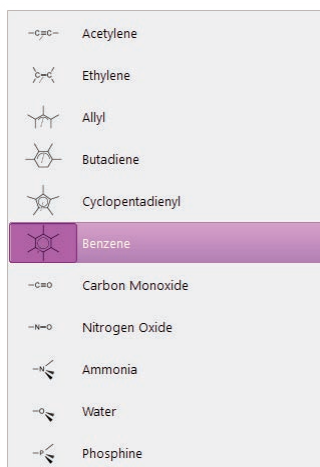 -C≡C- Acetylene
C=C Ethylene
Allyl
Butadiene
Cyclopentadienyl
Benzene
-C≡O Carbon Monoxide
-N=O Nitrogen Oxide
-N Ammonia
-O Water
-P Phosphine